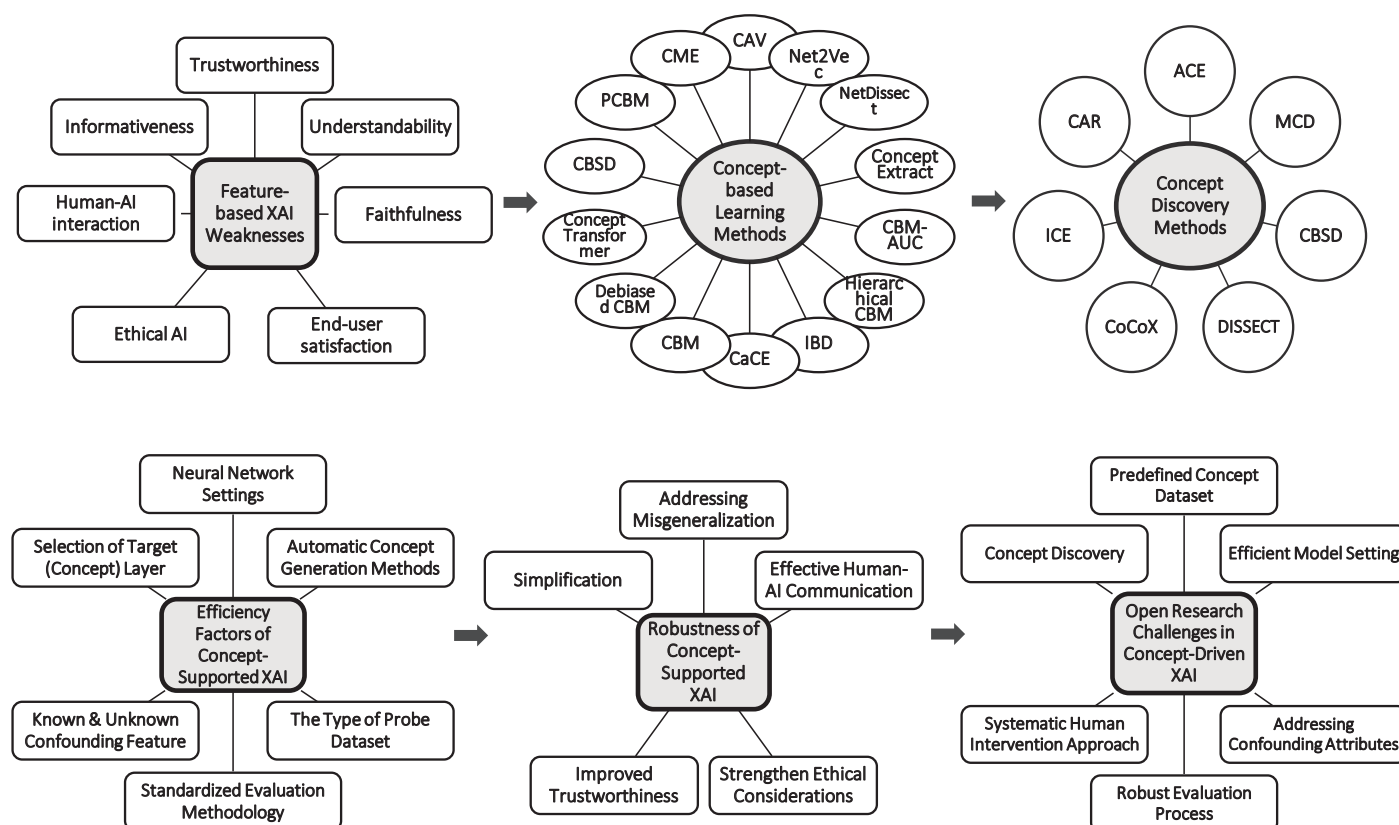 Trustworthiness
Informativeness
Understandability
Human-AI
interaction
Feature-
based XAI
Weaknesses
Faithfulness
Ethical AI
End-user
satisfaction
CAV
CME
Net2Ve
c
PCBM
NetDissec
t
CBSD
Concept
Extract
Concept-
based
Learning
Methods
Concept
Transfor
mer
CBM-
AUC
Debiase
d CBM
Hierarc
hical
CBM
CBM
IBD
CaCE
ACE
CAR
MCD
Concept
Discovery
Methods
ICE
CBSD
CoCoX
DISSECT
Neural Network
Settings
Selection of Target
(Concept) Layer
Automatic Concept
Generation Methods
Efficiency
Factors of
Concept-
Supported XAI
Known & Unknown
Confounding Feature
The Type of Probe
Dataset
Standardized Evaluation
Methodology
Addressing
Misgeneralization
Simplification
Effective Human-
AI Communication
Robustness of
Concept-
Supported
XAI
Improved
Trustworthiness
Strengthen Ethical
Considerations
Predefined Concept
Dataset
Concept Discovery
Efficient Model Setting
Open Research
Challenges in
Concept-Driven
XAI
Systematic Human
Intervention Approach
Addressing
Confounding Attributes
Robust Evaluation
Process